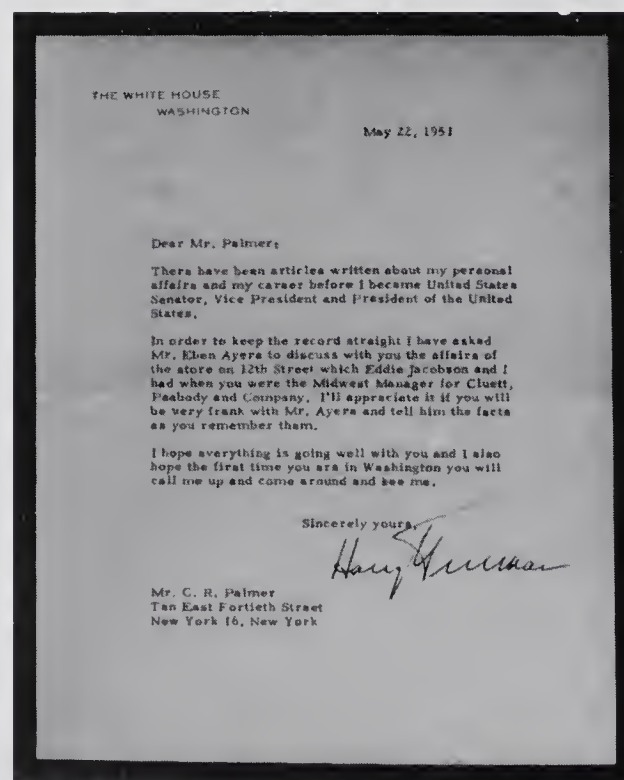 THE WHITE HOUSE
WASHINGTON
May 22, 1951
Dear Mr. Palmer:
There have been articles written about my personal
affairs and my career before I became United States
Senator, Vice President and President of the United
States.
In order to keep the record straight I have asked
Mr. Eben Ayers to discuss with you the affairs of
the store on 12th Street which Eddie Jacobson and I
had when you were the Midwest Manager for Cluett,
Peabody and Company. I'll appreciate it if you will
be very frank with Mr. Ayers and tell him the facts
as you remember them.
I hope everything is going well with you and I also
hope the first time you are in Washington you will
call me up and come around and see me.
Sincerely yours,
Harry Truman
Mr. C. R. Palmer
Ten East Fortieth Street
New York 16, New York